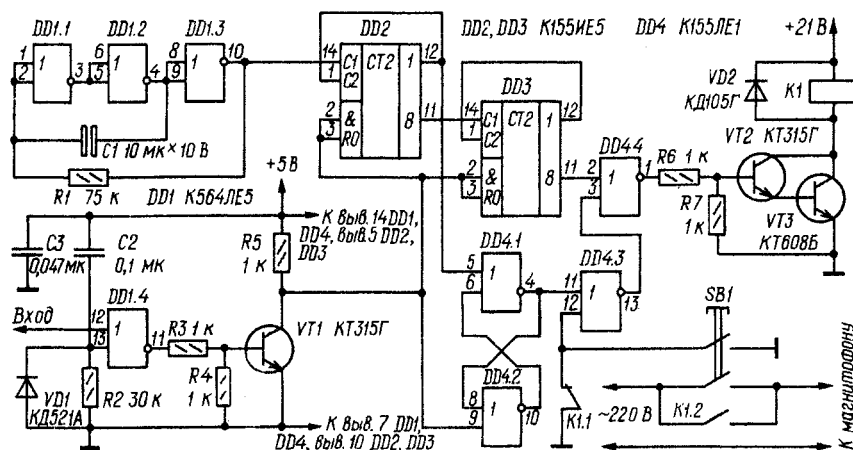 DD1.1 DD1.2 DD1.3
1 2 1 3
6 5 1 4
8 9 1 10
C1 10 мк × 10 В
R1 75 к
DD1 К564ЛЕ5
DD2
14 1 C1 C2 CT2 1 12
2 3 & R0 8 11
DD2, DD3 К155ИЕ5 DD4 К155ЛЕ1
DD3
14 1 C1 C2 CT2 1 12
2 3 & R0 8 11
+21 В
VD2
КД105Г
K1
VT2 КТ315Г
DD4.4
2 3 1 1
R6 1 к
R7
1 к
VT3
КТ608Б
+5 В
К выв. 14 DD1,
DD4, выв. 5 DD2,
DD3
C3
0,047 мк
C2
0,1 мк
R5
1 к
DD4.1
5 6 1 4
DD4.3
11 12 1 13
SB1
Вход
DD1.4
12 13 1 11
R3 1 к
R4
1 к
VT1 КТ315Г
VD1
КД521А
R2 30 к
DD4.2
8 9 1 10
K1.1
~220 В
K1.2
К магнитофону
К выв. 7 DD1,
DD4, выв. 10 DD2, DD3